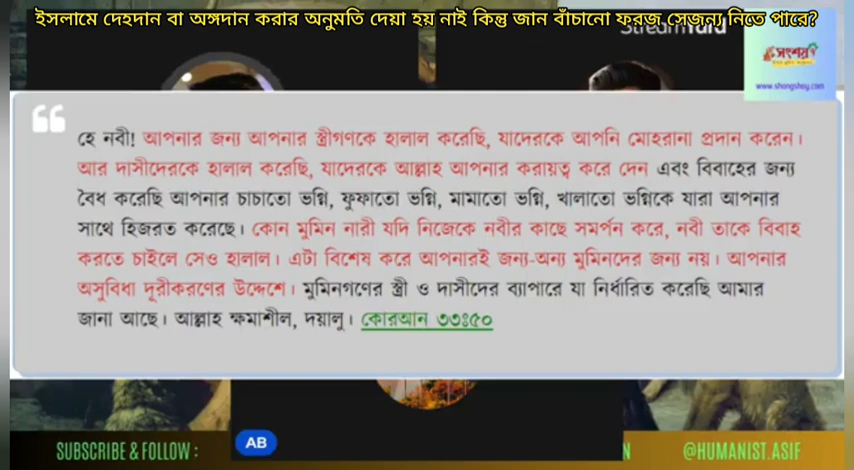 ইসলামে দেহদান বা অঙ্গদান করার অনুমতি দেয়া হয় নাই কিন্তু জান বাঁচানো ফরজ সেজন্য নিতে পারে?
StreamYard
সংশয়
www.shongshoy.com
হে নবী! আপনার জন্য আপনার স্ত্রীগণকে হালাল করেছি, যাদেরকে আপনি মোহরানা প্রদান করেন।
আর দাসীদেরকে হালাল করেছি, যাদেরকে আল্লাহ আপনার করায়ত্ব করে দেন এবং বিবাহের জন্য
বৈধ করেছি আপনার চাচাতো ভগ্নি, ফুফাতো ভগ্নি, মামাতো ভগ্নি, খালাতো ভগ্নিকে যারা আপনার
সাথে হিজরত করেছে। কোন মুমিন নারী যদি নিজেকে নবীর কাছে সমর্পন করে, নবী তাকে বিবাহ
করতে চাইলে সেও হালাল। এটা বিশেষ করে আপনারই জন্য-অন্য মুমিনদের জন্য নয়। আপনার
অসুবিধা দূরীকরণের উদ্দেশে। মুমিনগণের স্ত্রী ও দাসীদের ব্যাপারে যা নির্ধারিত করেছি আমার
জানা আছে। আল্লাহ ক্ষমাশীল, দয়ালু। কোরআন ৩৩ঃ৫০
AB
SUBSCRIBE & FOLLOW :
N
@HUMANIST.ASIF